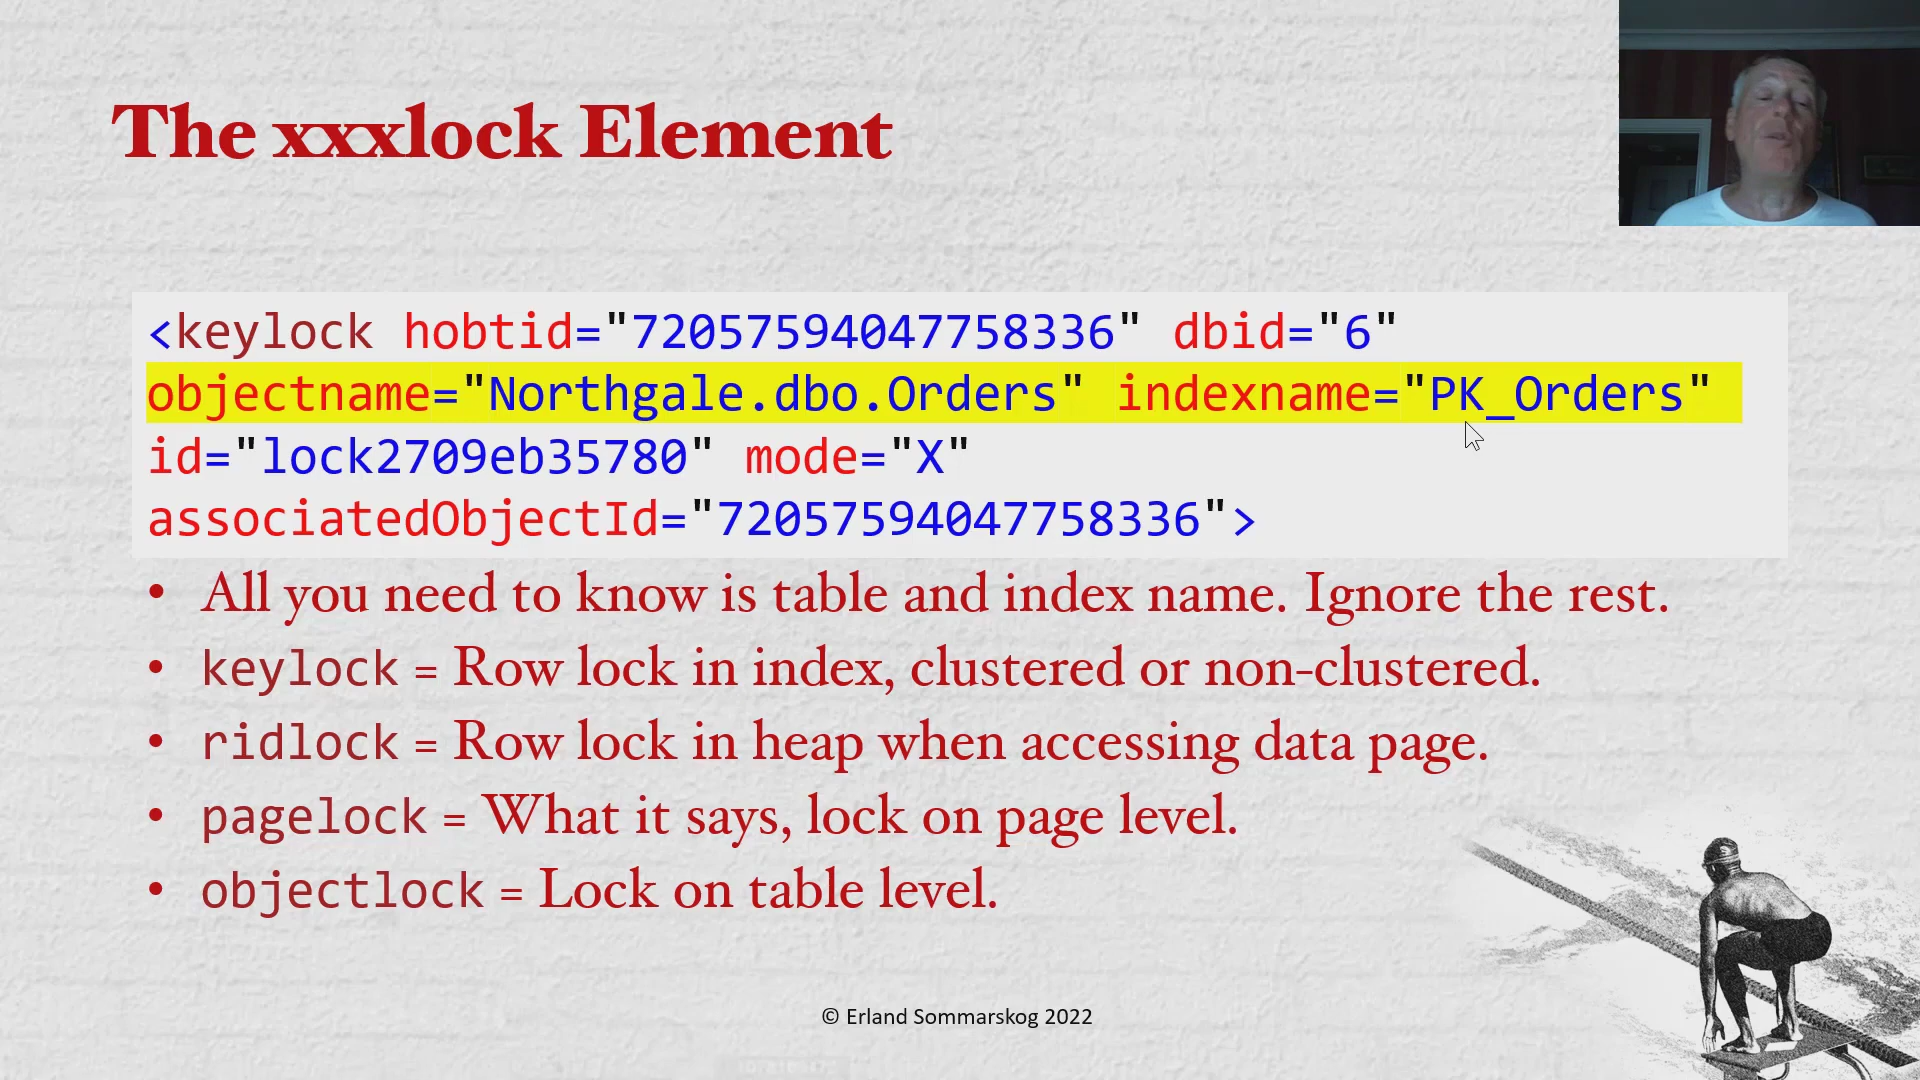 The xxxlock Element
<keylock hobtid="72057594047758336" dbid="6"
objectname="Northgale.dbo.Orders" indexname="PK_Orders"
id="lock2709eb35780" mode="X"
associatedObjectId="72057594047758336">
• All you need to know is table and index name. Ignore the rest.
• keylock = Row lock in index, clustered or non-clustered.
• ridlock = Row lock in heap when accessing data page.
• pagelock = What it says, lock on page level.
• objectlock = Lock on table level.
© Erland Sommarskog 2022